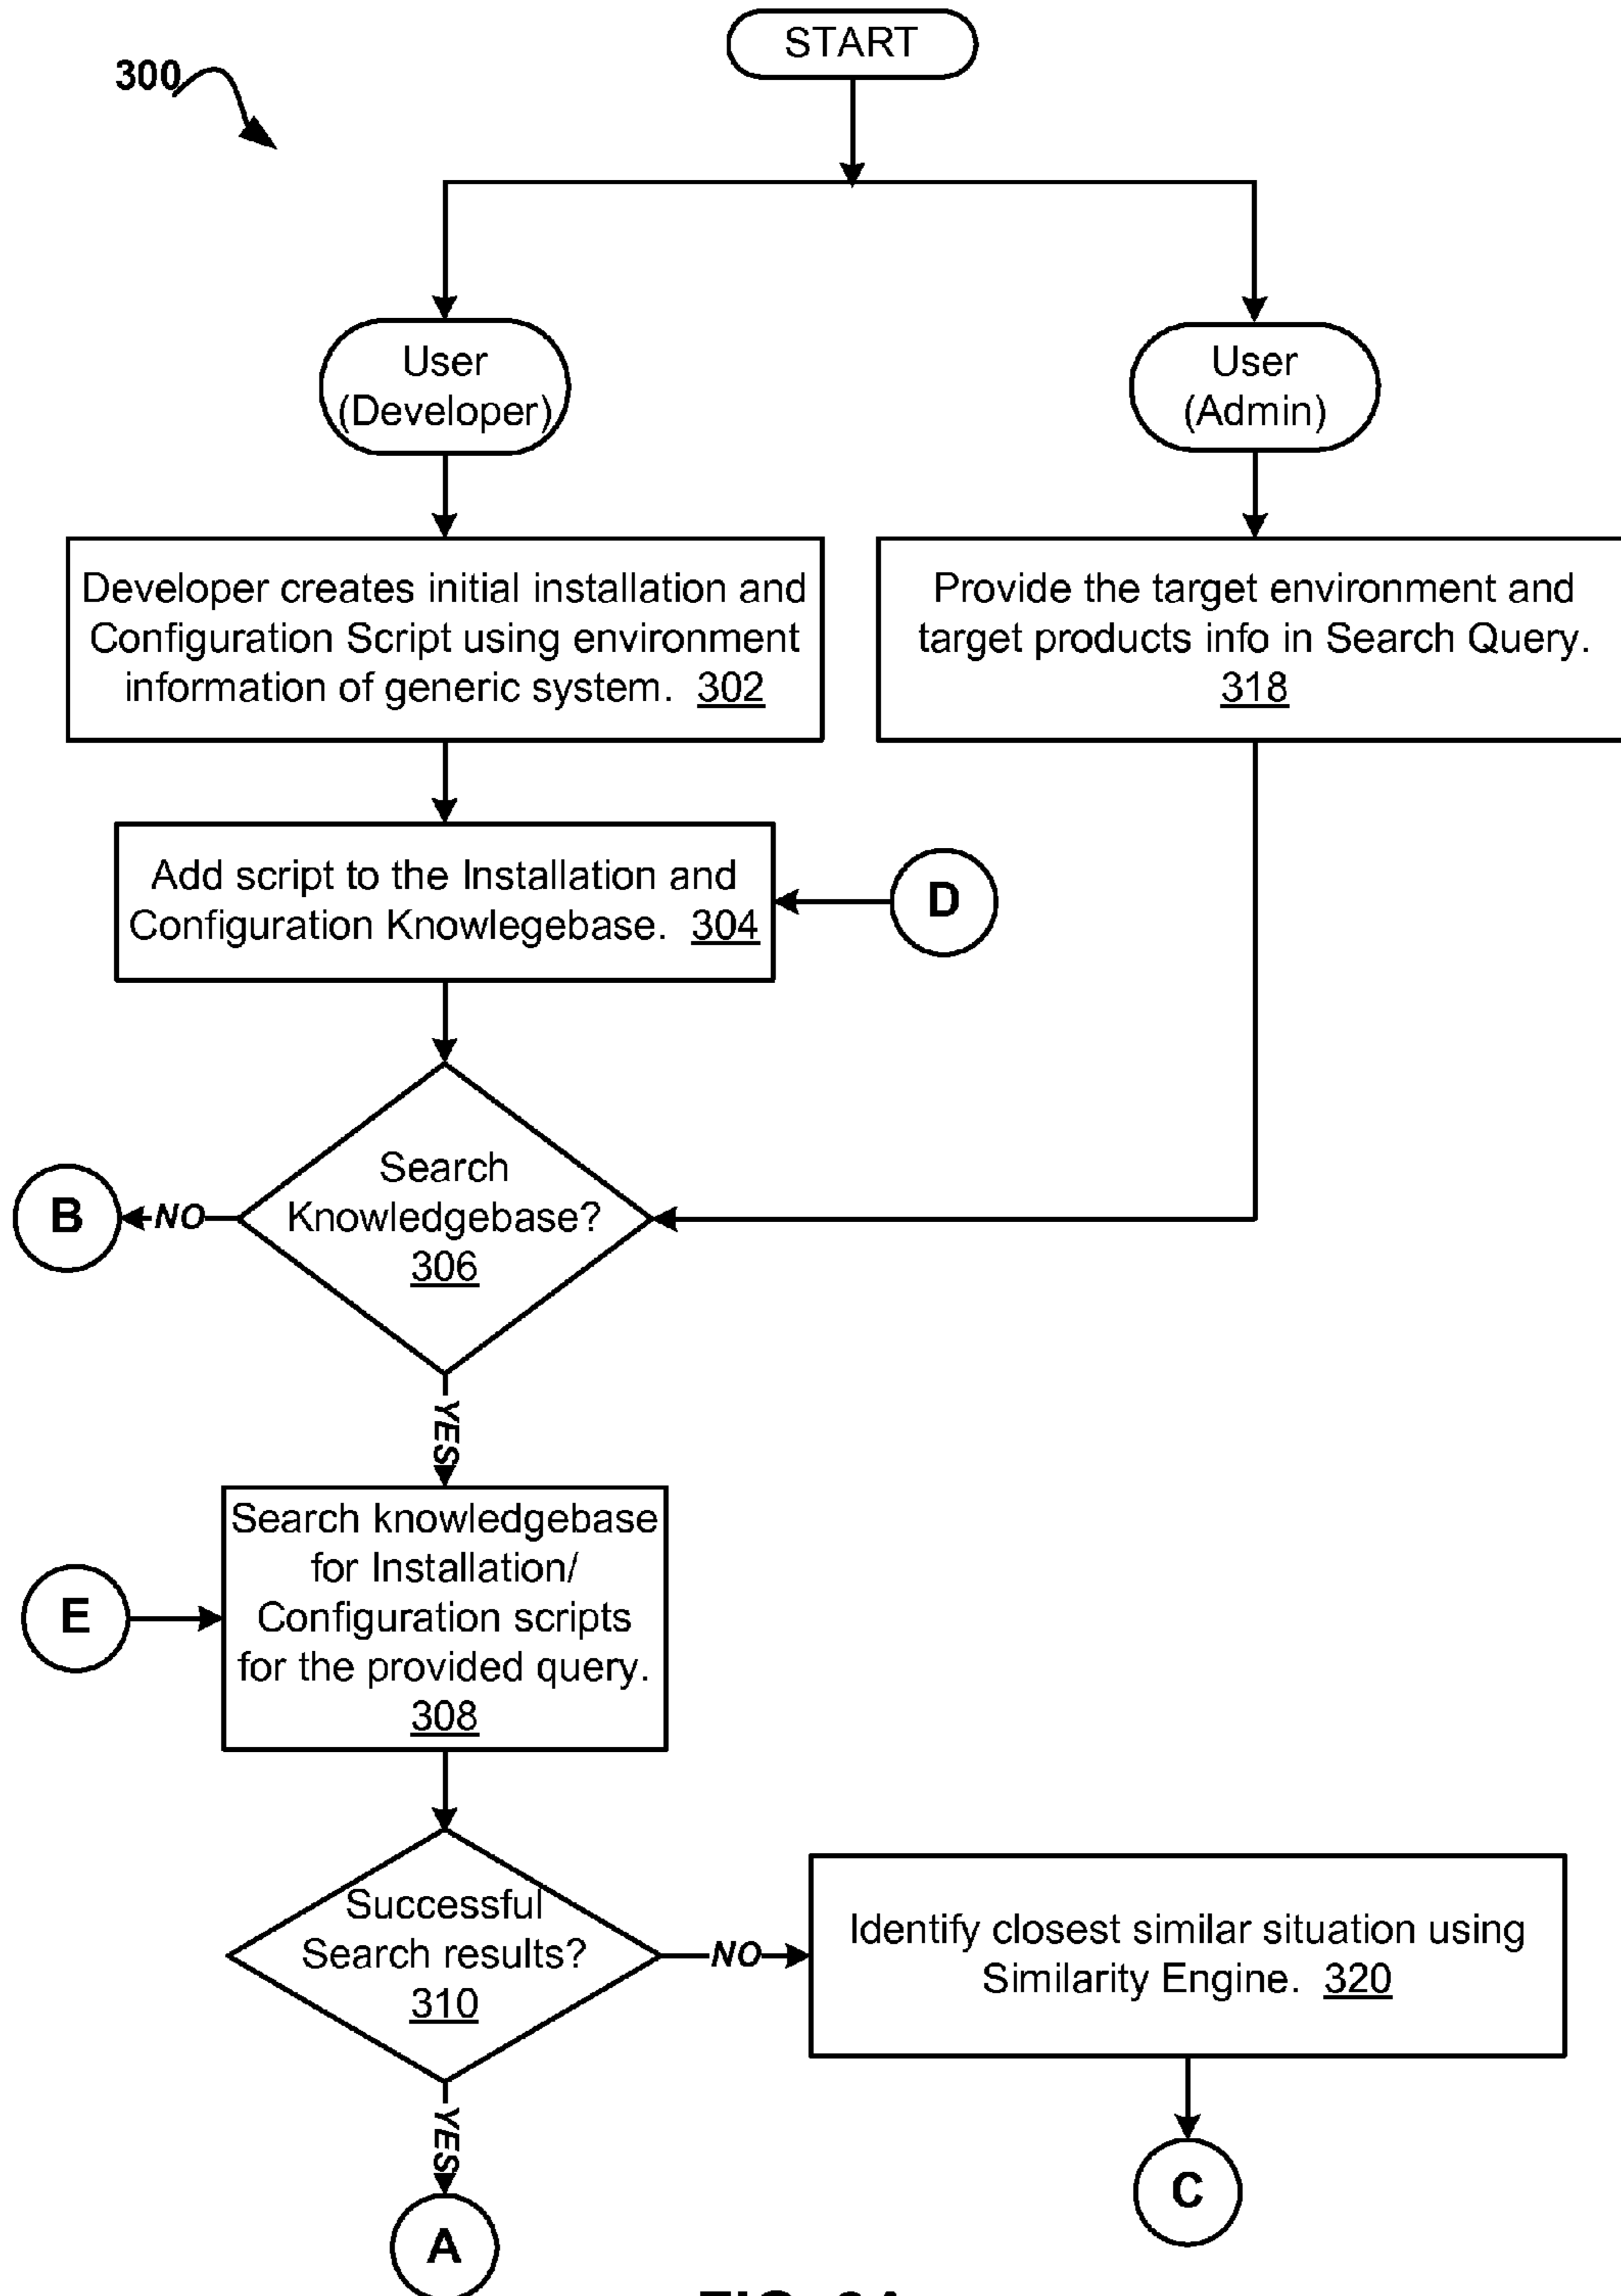 START
300
User
(Developer)
User
(Admin)
Developer creates initial installation and
Configuration Script using environment
information of generic system. 302
Provide the target environment and
target products info in Search Query.
318
Add script to the Installation and
Configuration Knowlegebase. 304
D
Search
Knowledgebase?
306
B
NO
YES
Search knowledgebase
for Installation/
Configuration scripts
for the provided query.
308
E
Successful
Search results?
310
NO
Identify closest similar situation using
Similarity Engine. 320
YES
A
C